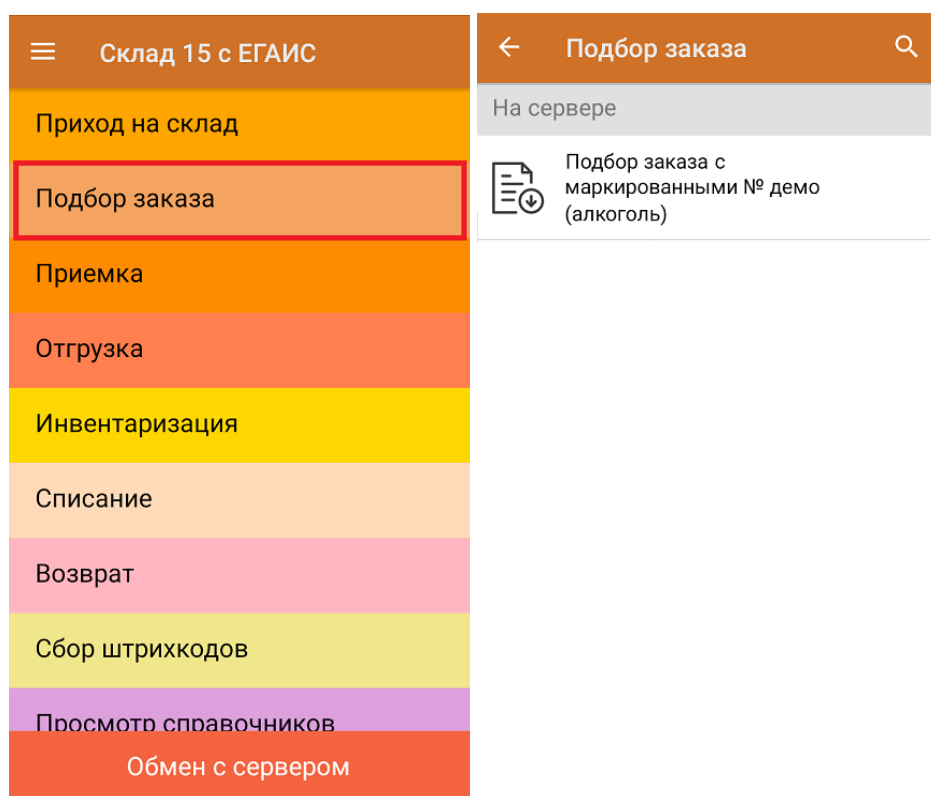 Склад 15 с ЕГАИС
Приход на склад
Подбор заказа
Приемка
Отгрузка
Инвентаризация
Списание
Возврат
Сбор штрихкодов
Просмотр справочников
Обмен с сервером
Подбор заказа
На сервере
Подбор заказа с
маркированными № демо
(алкоголь)